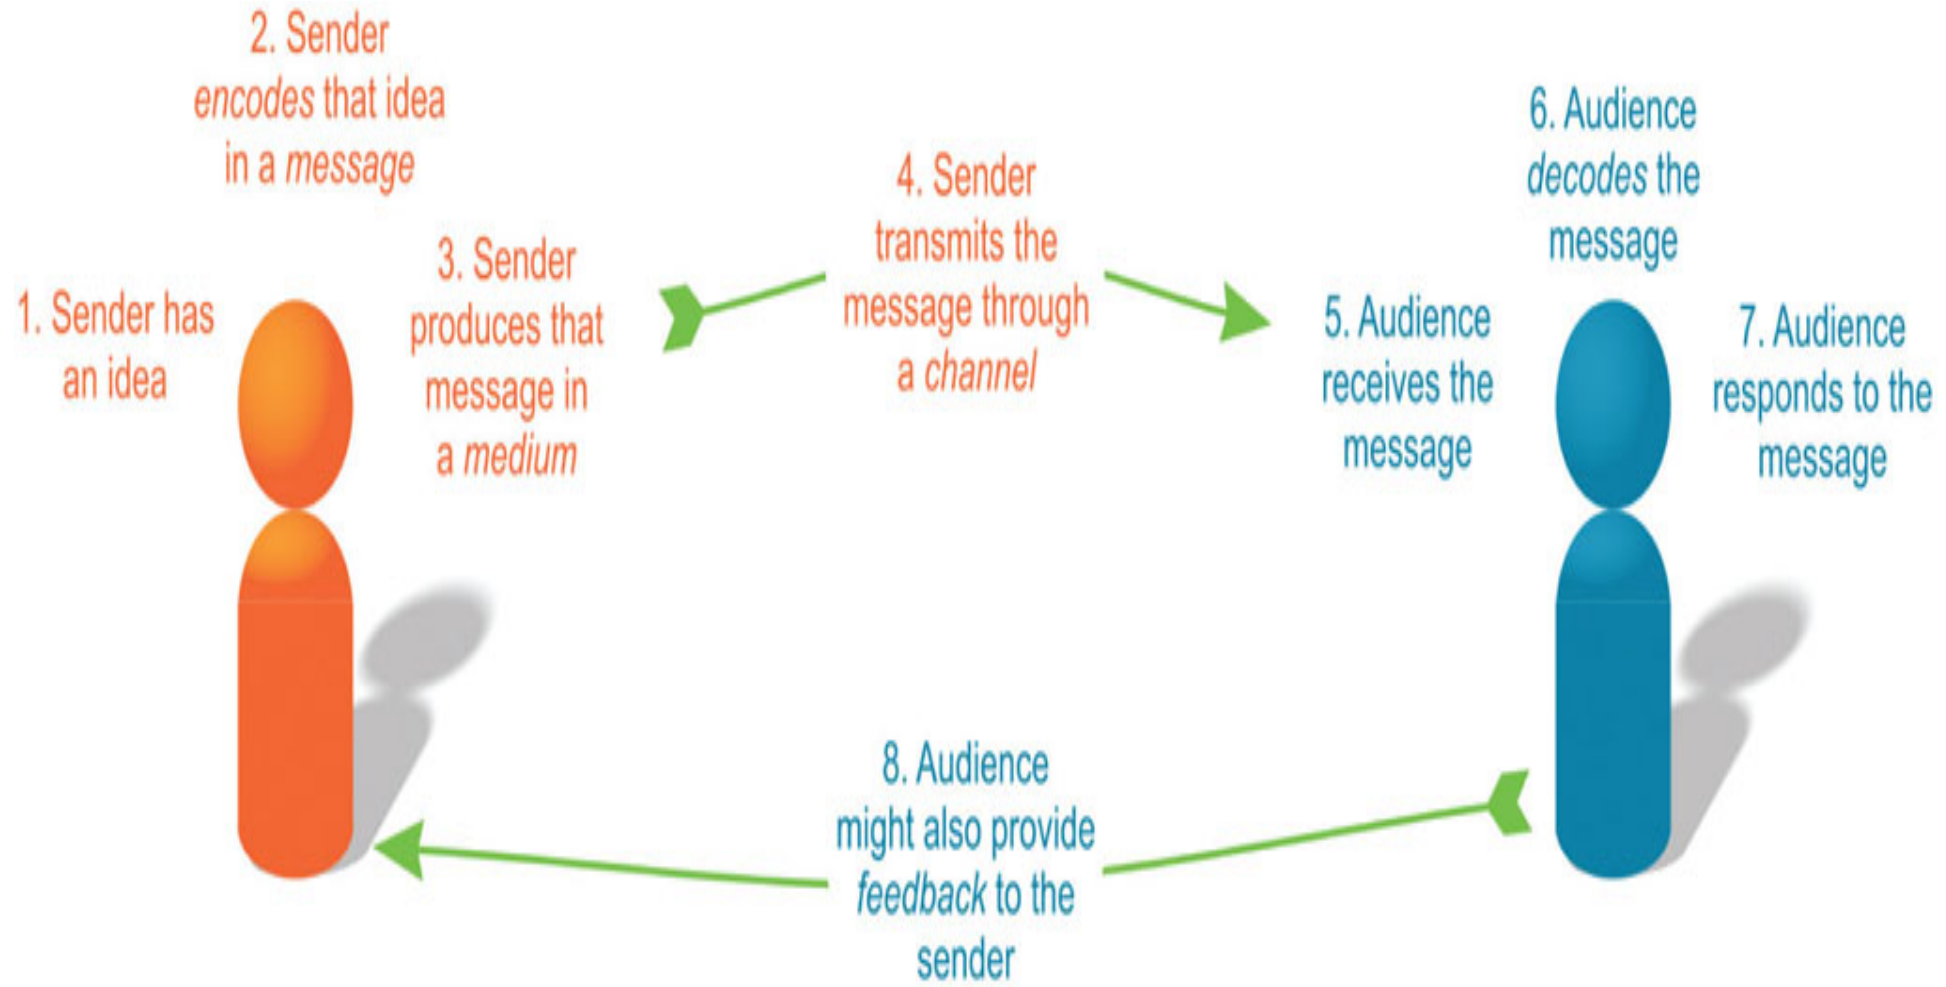 1. Sender has
an idea
2. Sender
encodes that idea
in a message
3. Sender
produces that
message in
a medium
4. Sender
transmits the
message through
a channel
5. Audience
receives the
message
6. Audience
decodes the
message
7. Audience
responds to the
message
8. Audience
might also provide
feedback to the
sender